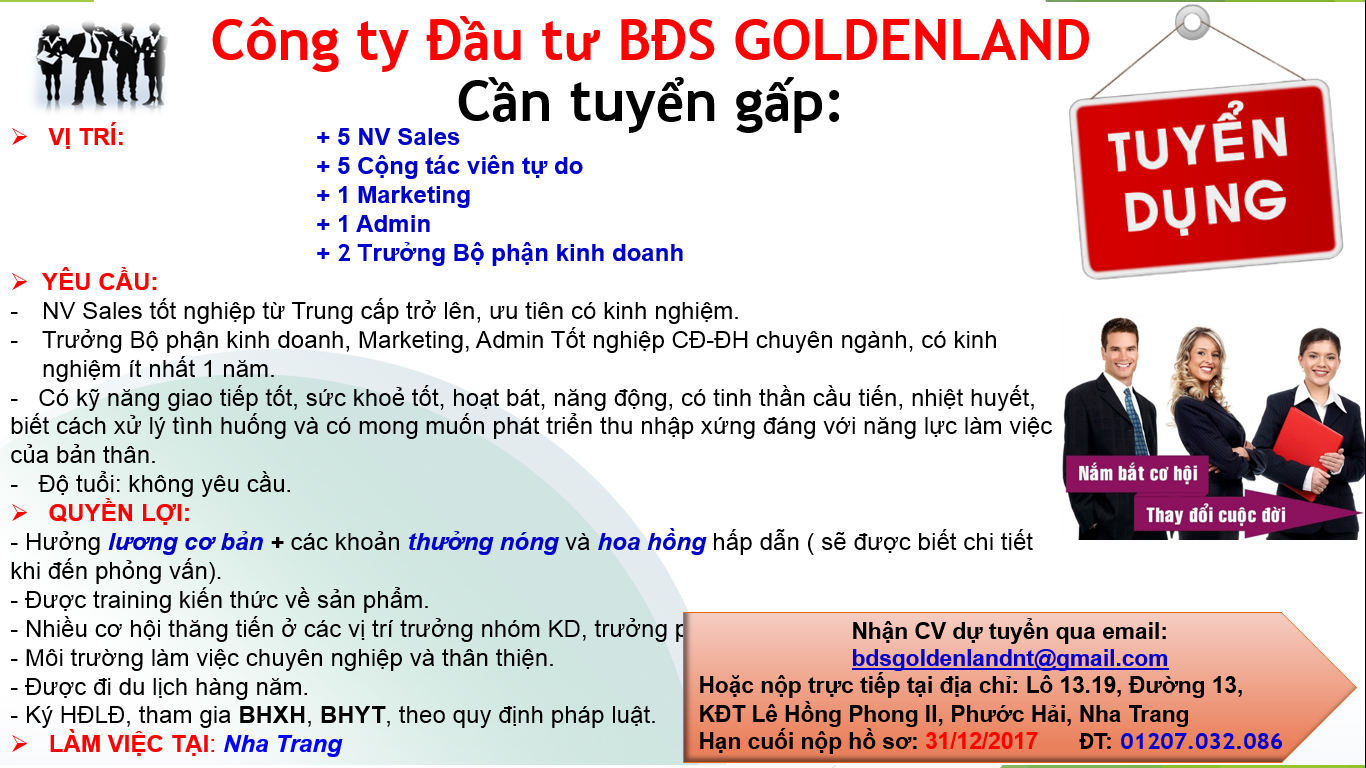 Công ty Đầu tư BĐS GOLDENLAND
Cần tuyển gấp:
TUYỂN
DỤNG
➢ VỊ TRÍ: + 5 NV Sales
+ 5 Cộng tác viên tự do
+ 1 Marketing
+ 1 Admin
+ 2 Trưởng Bộ phận kinh doanh
➢ YÊU CẦU:
- NV Sales tốt nghiệp từ Trung cấp trở lên, ưu tiên có kinh nghiệm.
- Trưởng Bộ phận kinh doanh, Marketing, Admin Tốt nghiệp CĐ-ĐH chuyên ngành, có kinh
nghiệm ít nhất 1 năm.
- Có kỹ năng giao tiếp tốt, sức khoẻ tốt, hoạt bát, năng động, có tinh thần cầu tiến, nhiệt huyết,
biết cách xử lý tình huống và có mong muốn phát triển thu nhập xứng đáng với năng lực làm việc
của bản thân.
- Độ tuổi: không yêu cầu.
Nắm bắt cơ hội
Thay đổi cuộc đời
➢ QUYỀN LỢI:
- Hưởng lương cơ bản + các khoản thưởng nóng và hoa hồng hấp dẫn ( sẽ được biết chi tiết
khi đến phỏng vấn).
- Được training kiến thức về sản phẩm.
- Nhiều cơ hội thăng tiến ở các vị trí trưởng nhóm KD, trưởng
- Môi trường làm việc chuyên nghiệp và thân thiện.
- Được đi du lịch hàng năm.
- Ký HĐLĐ, tham gia BHXH, BHYT, theo quy định pháp luật.
➢ LÀM VIỆC TẠI: Nha Trang
Nhận CV dự tuyển qua email:
bdsgoldenlandnt@gmail.com
Hoặc nộp trực tiếp tại địa chỉ: Lô 13.19, Đường 13,
KĐT Lê Hồng Phong II, Phước Hải, Nha Trang
Hạn cuối nộp hồ sơ: 31/12/2017 ĐT: 01207.032.086